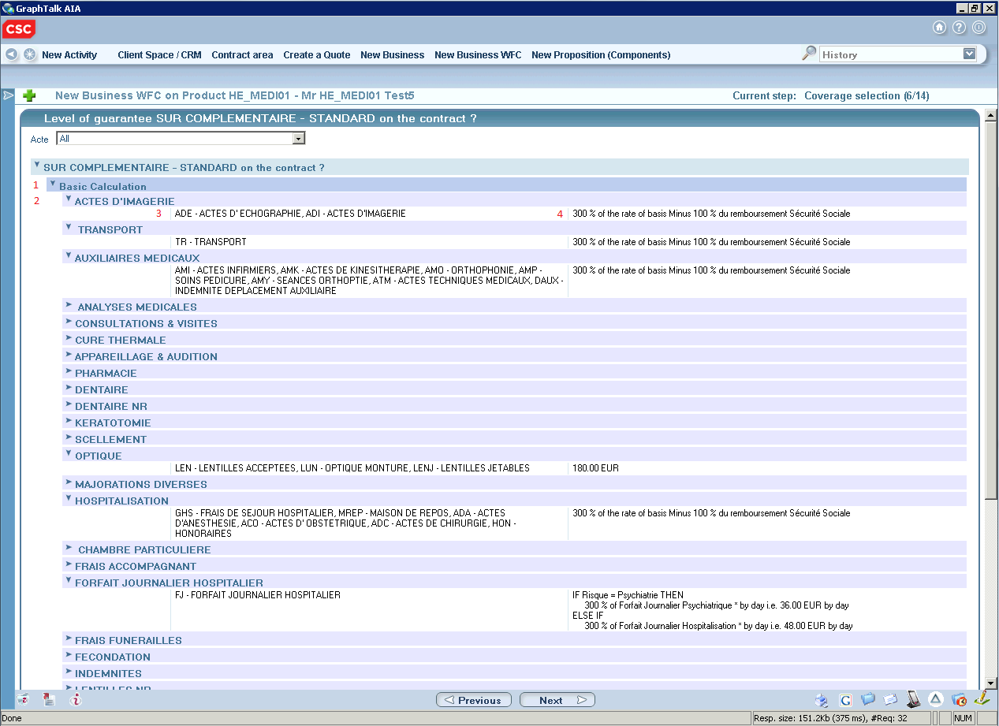 GraphTalk AIA
CSC
New Activity Client Space / CRM Contract area Create a Quote New Business New Business WFC New Proposition (Components) History
New Business WFC on Product HE_MEDI01 - Mr HE_MEDI01 Test5 Current step: Coverage selection (6/14)
Level of guarantee SUR COMPLEMENTAIRE - STANDARD on the contract ?
Acte All
SUR COMPLEMENTAIRE - STANDARD on the contract ?
1 Basic Calculation
2 ACTES D'IMAGERIE
3 ADE - ACTES D' ECHOGRAPHIE, ADI - ACTES D'IMAGERIE 4 300 % of the rate of basis Minus 100 % du remboursement Sécurité Sociale
TRANSPORT
TR - TRANSPORT 300 % of the rate of basis Minus 100 % du remboursement Sécurité Sociale
AUXILIAIRES MEDICAUX
AMI - ACTES INFIRMIERS, AMK - ACTES DE KINESITHERAPIE, AMO - ORTHOPHONIE, AMP - 300 % of the rate of basis Minus 100 % du remboursement Sécurité Sociale
SOINS PEDICURE, AMY - SEANCES ORTHOPTIE, ATM - ACTES TECHNIQUES MEDICAUX, DAUX -
INDEMNITE DEPLACEMENT AUXILIAIRE
ANALYSES MEDICALES
CONSULTATIONS & VISITES
CURE THERMALE
APPAREILLAGE & AUDITION
PHARMACIE
DENTAIRE
DENTAIRE NR
KERATOTOMIE
SCELLEMENT
OPTIQUE
LEN - LENTILLES ACCEPTEES, LUN - OPTIQUE MONTURE, LENJ - LENTILLES JETABLES 180.00 EUR
MAJORATIONS DIVERSES
HOSPITALISATION
GHS - FRAIS DE SEJOUR HOSPITALIER, MREP - MAISON DE REPOS, ADA - ACTES 300 % of the rate of basis Minus 100 % du remboursement Sécurité Sociale
D'ANESTHESIE, ACO - ACTES D' OBSTETRIQUE, ADC - ACTES DE CHIRURGIE, HON -
HONORAIRES
CHAMBRE PARTICULIERE
FRAIS ACCOMPAGNANT
FORFAIT JOURNALIER HOSPITALIER
FJ - FORFAIT JOURNALIER HOSPITALIER IF Risque = Psychiatrie THEN
300 % of Forfait Journalier Psychiatrique * by day i.e. 36.00 EUR by day
ELSE IF
300 % of Forfait Journalier Hospitalisation * by day i.e. 48.00 EUR by day
FRAIS FUNERAILLES
FECONDATION
INDEMNITES
LENTILLES NR
Previous Next
Done Resp. size: 151.2Kb (375 ms), #Req: 32 NUM